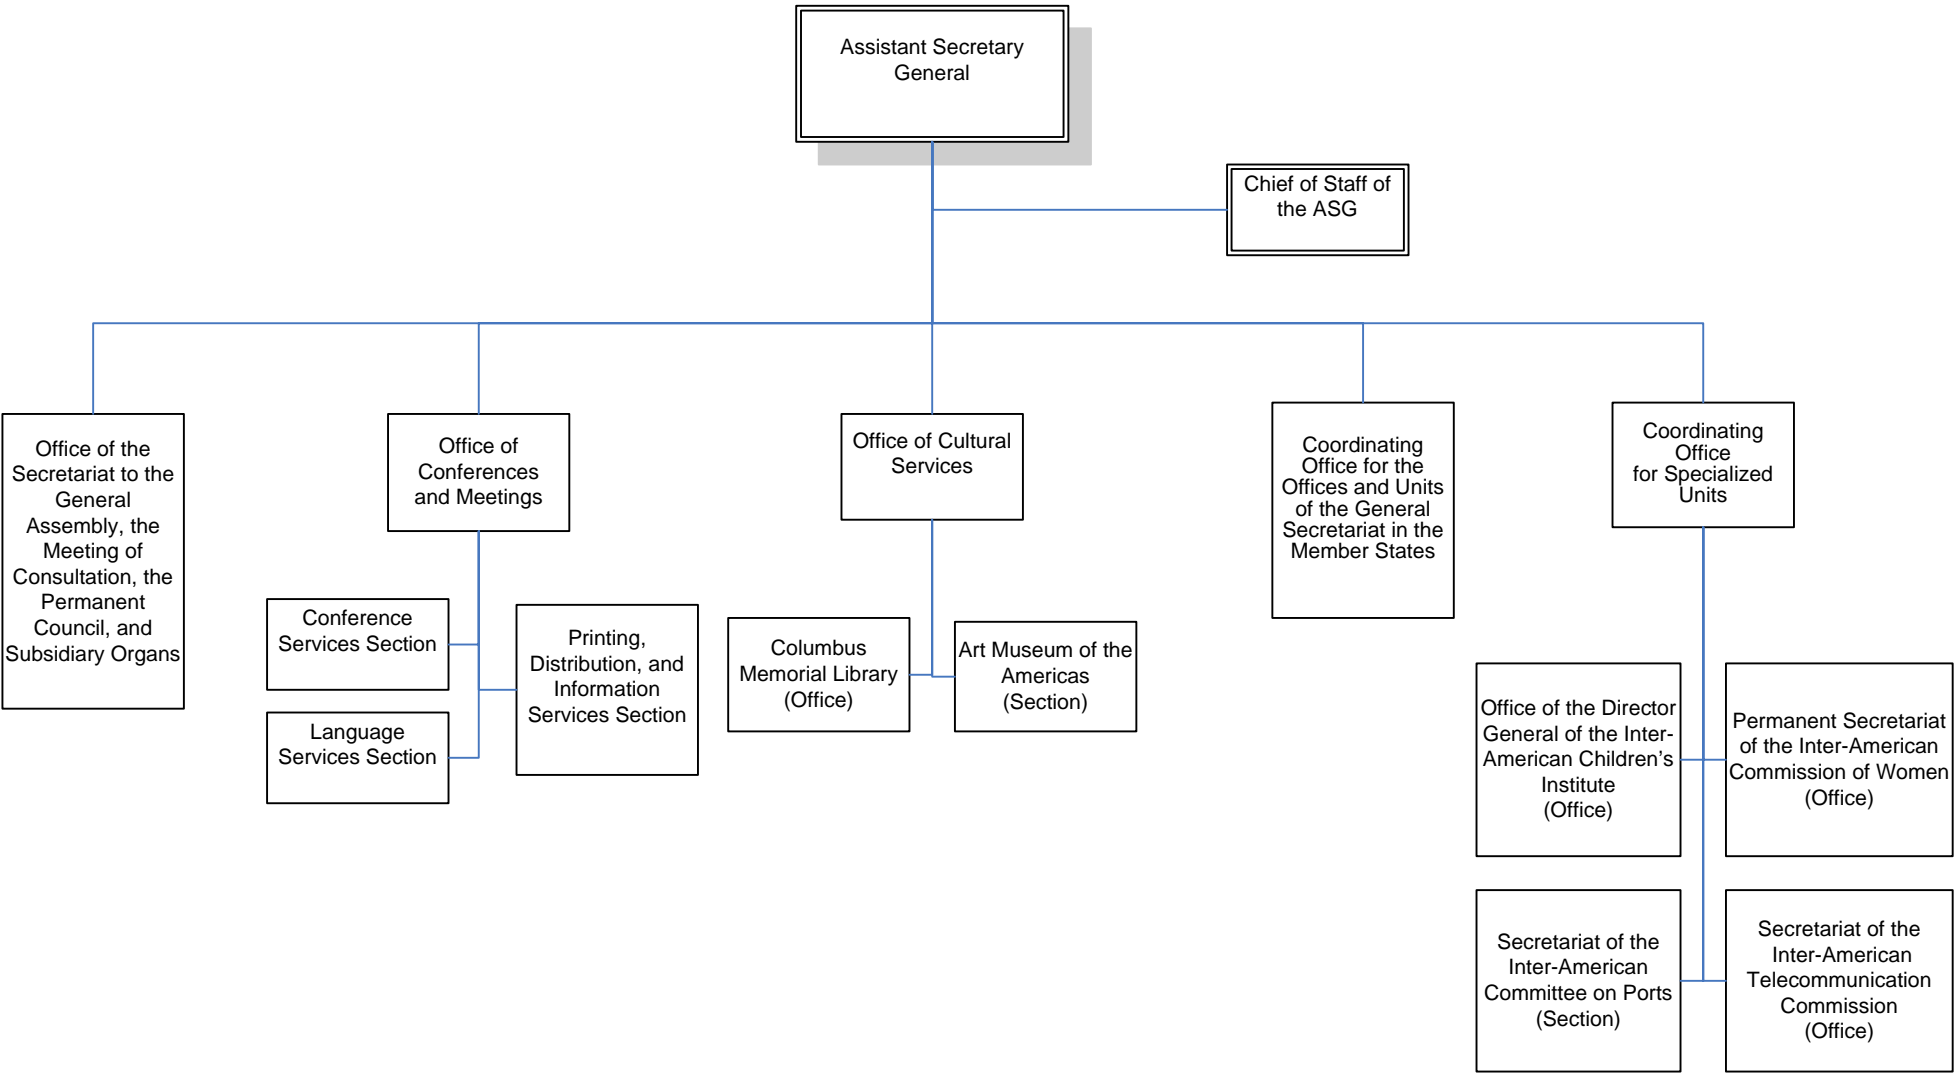 Assistant Secretary
General
Chief of Staff of
the ASG
Office of the
Secretariat to the
General
Assembly, the
Meeting of
Consultation, the
Permanent
Council, and
Subsidiary Organs
Office of
Conferences
and Meetings
Office of Cultural
Services
Coordinating
Office for the
Offices and Units
of the General
Secretariat in the
Member States
Coordinating
Office
for Specialized
Units
Conference
Services Section
Printing,
Distribution, and
Information
Services Section
Language
Services Section
Columbus
Memorial Library
(Office)
Art Museum of the
Americas
(Section)
Office of the Director
General of the Inter-
American Children's
Institute
(Office)
Permanent Secretariat
of the Inter-American
Commission of Women
(Office)
Secretariat of the
Inter-American
Committee on Ports
(Section)
Secretariat of the
Inter-American
Telecommunication
Commission
(Office)